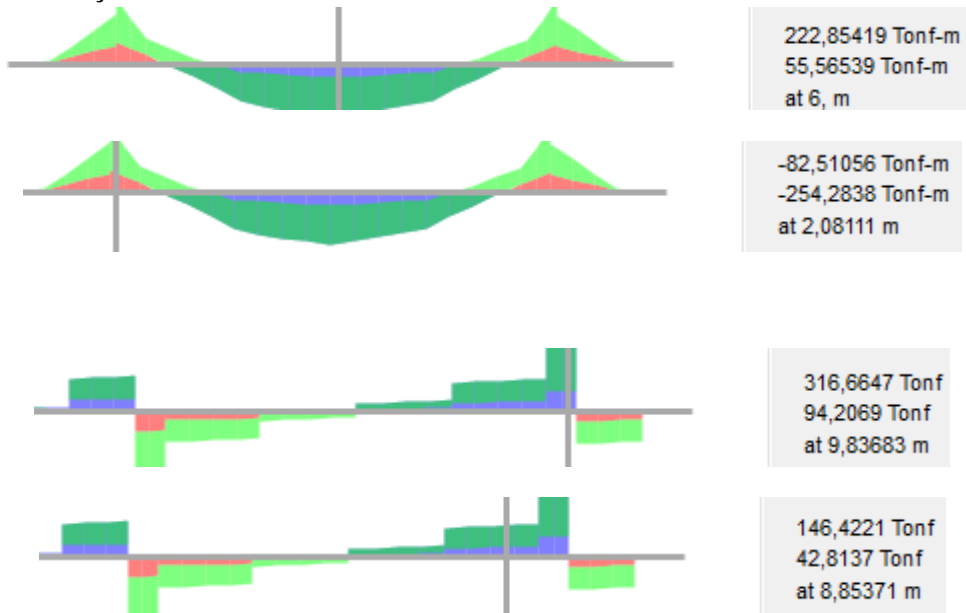 222,85419 Tonf-m
55,56539 Tonf-m
at 6, m
-82,51056 Tonf-m
-254,2838 Tonf-m
at 2,08111 m
316,6647 Tonf
94,2069 Tonf
at 9,83683 m
146,4221 Tonf
42,8137 Tonf
at 8,85371 m